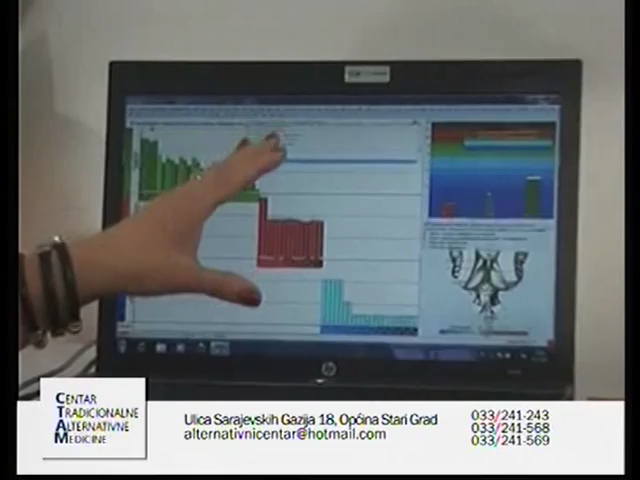 CENTAR
TRADICIONALNE
ALTERNATIVNE
MEDICINE
Ulica Sarajevskih Gazija 18, Općina Stari Grad
alternativnicentar@hotmail.com
033/241-243
033/241-568
033/241-569
hp